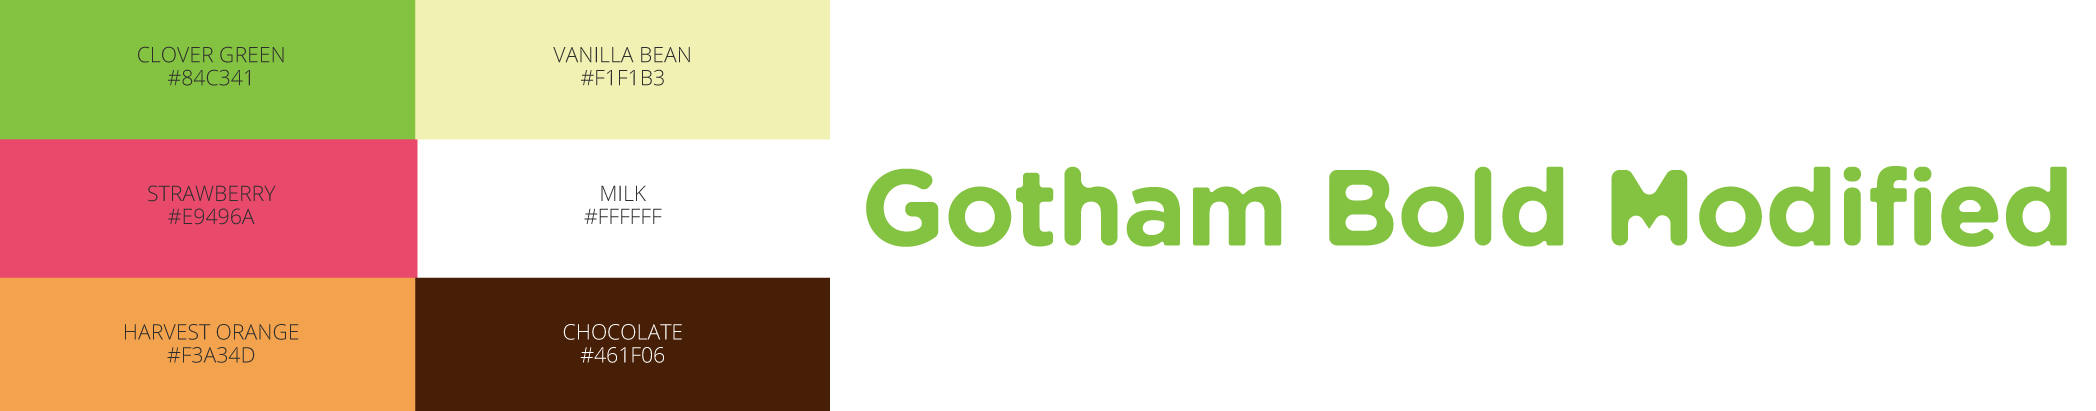 CLOVER GREEN
#84C341
VANILLA BEAN
#F1F1B3
STRAWBERRY
#E9496A
MILK
#FFFFFF
HARVEST ORANGE
#F3A34D
CHOCOLATE
#461F06
Gotham Bold Modified